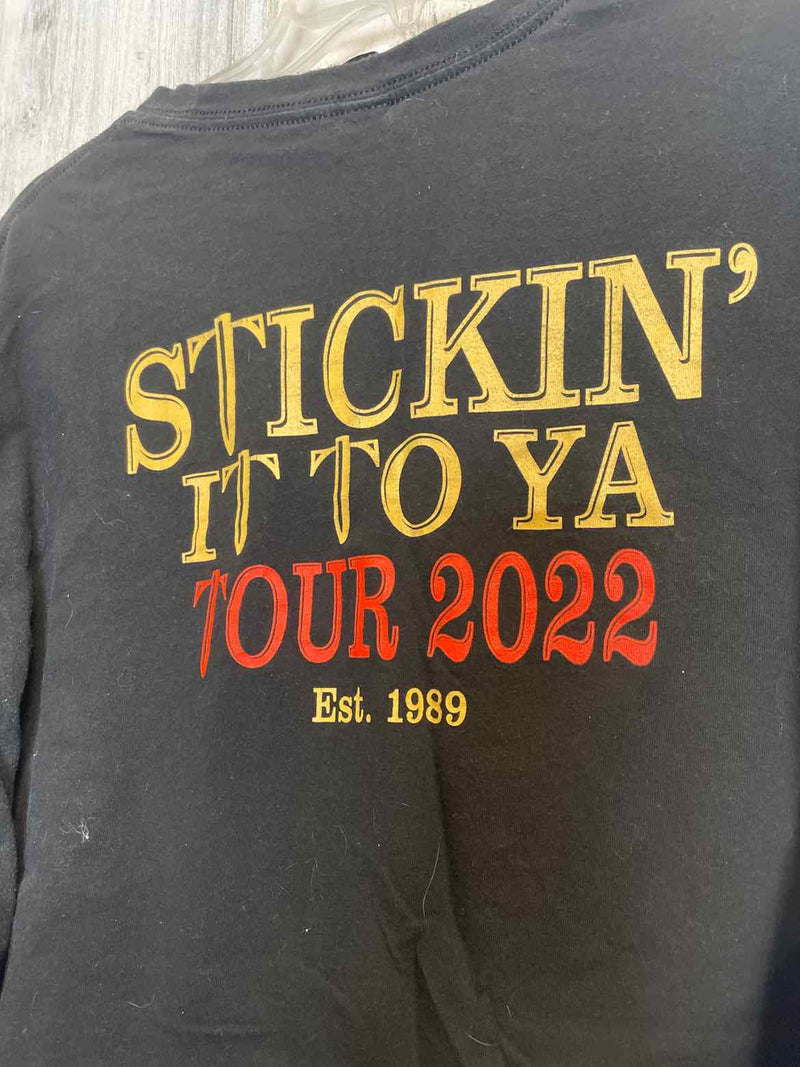 STICKIN'
IT TO YA
TOUR 2022
Est. 1989